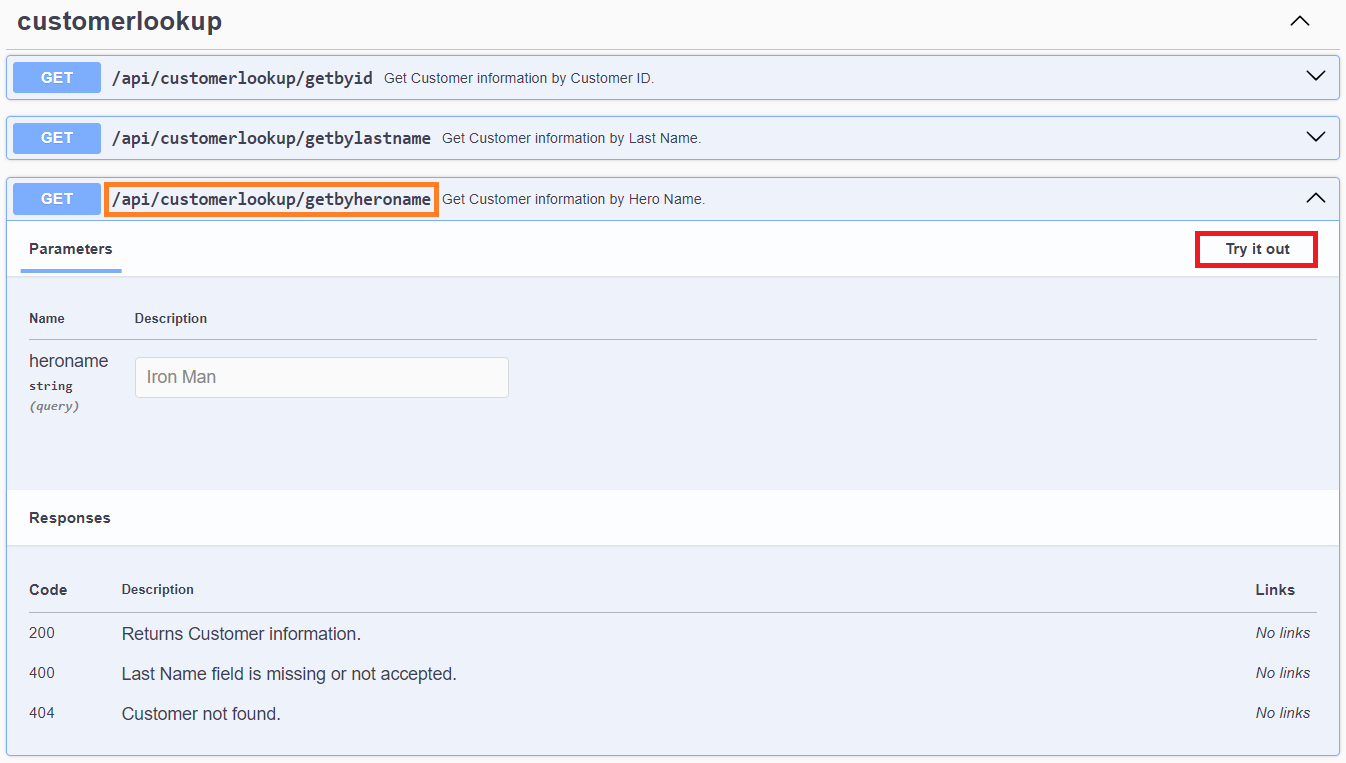 customerlookup
GET /api/customerlookup/getbyid Get Customer information by Customer ID.
GET /api/customerlookup/getbylastname Get Customer information by Last Name.
GET /api/customerlookup/getbyheroname Get Customer information by Hero Name.
Parameters Try it out
Name Description
heroname
string
(query)
Iron Man
Responses
Code Description Links
200 Returns Customer information. No links
400 Last Name field is missing or not accepted. No links
404 Customer not found. No links